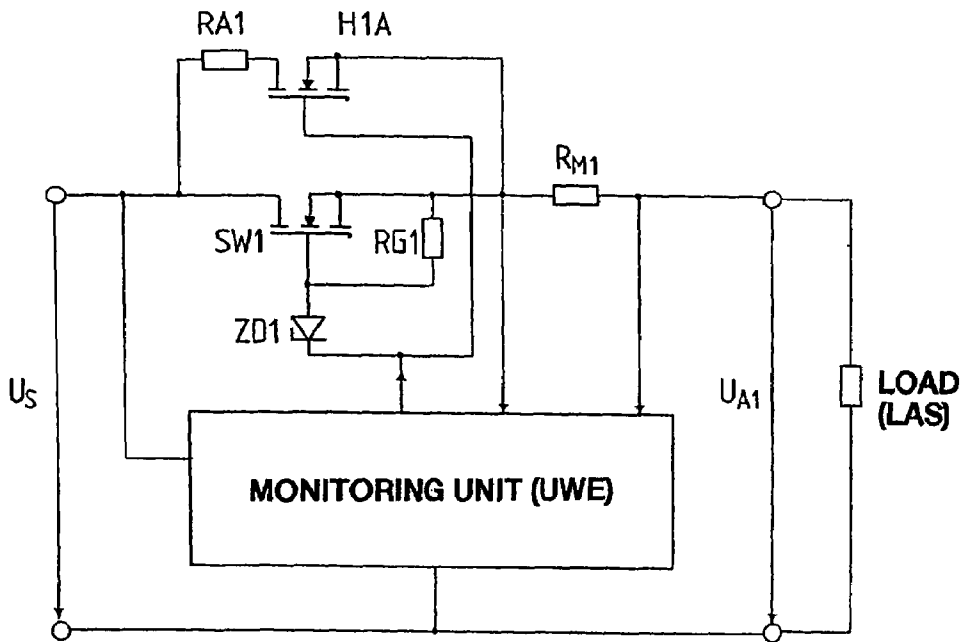 RA1
H1A
RM1
SW1
RG1
ZD1
US
UA1
LOAD
(LAS)
MONITORING UNIT (UWE)